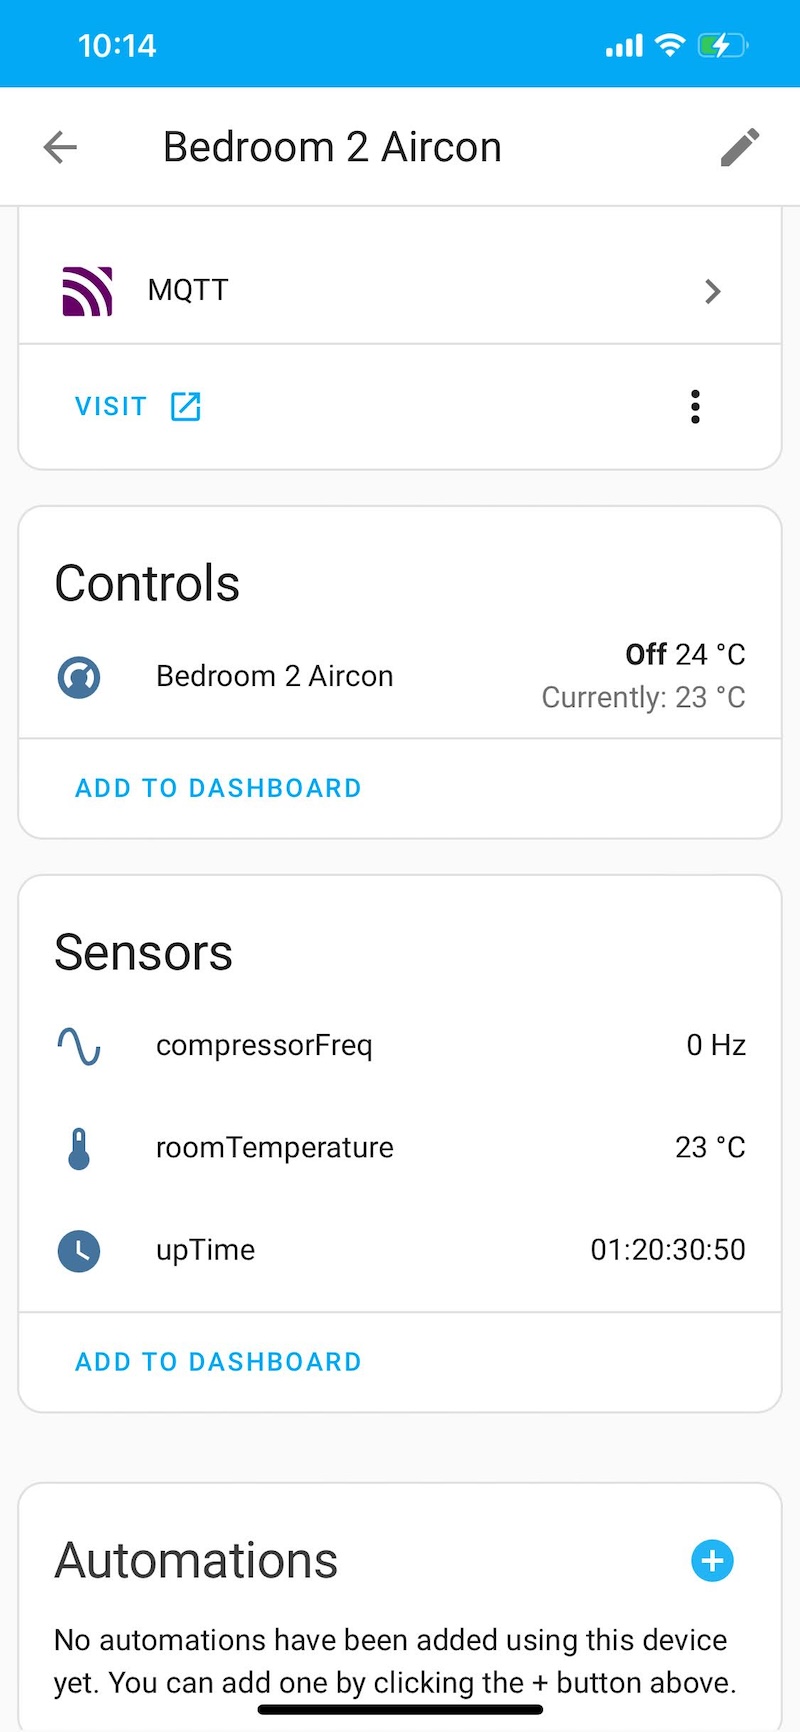 10:14
Bedroom 2 Aircon
MQTT
VISIT
Controls
Bedroom 2 Aircon
Off 24 °C
Currently: 23 °C
ADD TO DASHBOARD
Sensors
compressorFreq 0 Hz
roomTemperature 23 °C
upTime 01:20:30:50
ADD TO DASHBOARD
Automations
No automations have been added using this device
yet. You can add one by clicking the + button above.